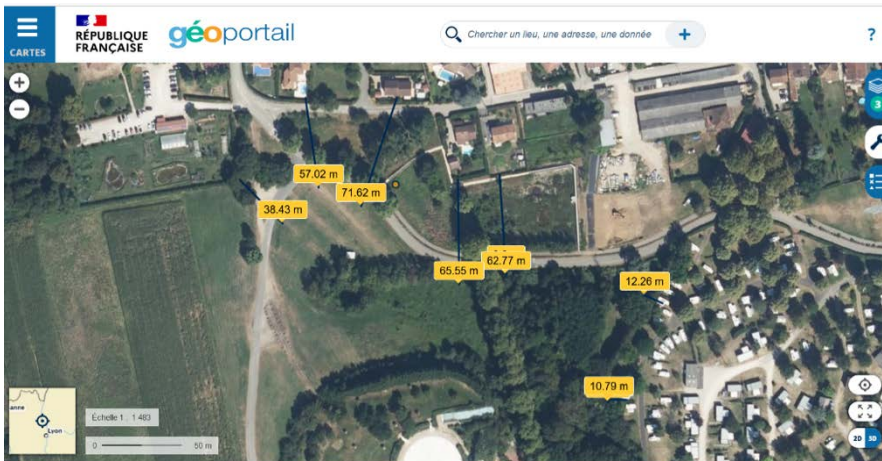 CARTES
RÉPUBLIQUE
FRANÇAISE
géoportail
Chercher un lieu, une adresse, une donnée
+
?
+
−
3
57.02 m
71.62 m
38.43 m
65.55 m
62.77 m
12.26 m
10.79 m
anne
Lyon
Échelle 1 : 1 483
0
50 m
2D
3D